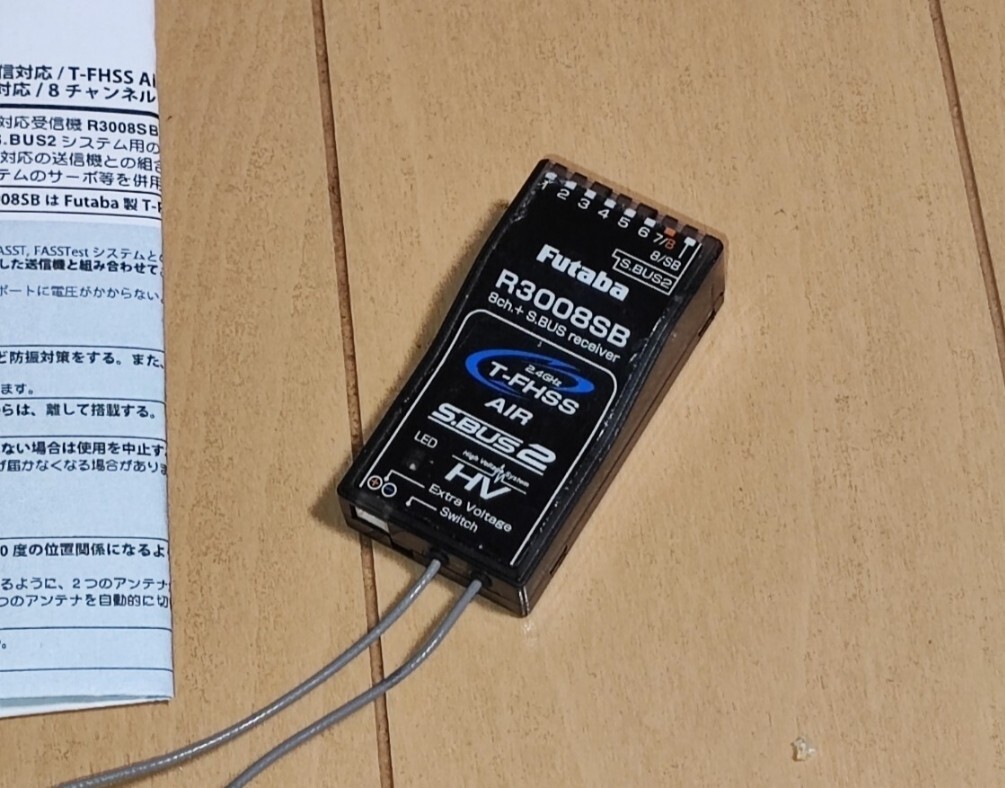 信対応 / T-FHSS AI
対応 / 8 チャンネル
対応受信機 R3008SB
S.BUS2 システム用の
対応の送信機との組合
テムのサーボ等を併用
008SB は Futaba 製 T-F
ASST, FASSTest システムと
した送信機と組み合わせて
ポートに電圧がかからない
ど防振対策をする。また、
ます。
らは、離して搭載する。
ない場合は使用を中止す
げ届かなくなる場合があり
0 度の位置関係になるよ
るように、2 つのアンテナ
つのアンテナを自動的に切
。
1 2 3 4 5 6 7/B
8/SB
S.BUS2
Futaba
R3008SB
8ch.+ S.BUS receiver
2.4GHz
T-FHSS
AIR
S.BUS2
LED
High Voltage System
HV
Extra Voltage
Switch